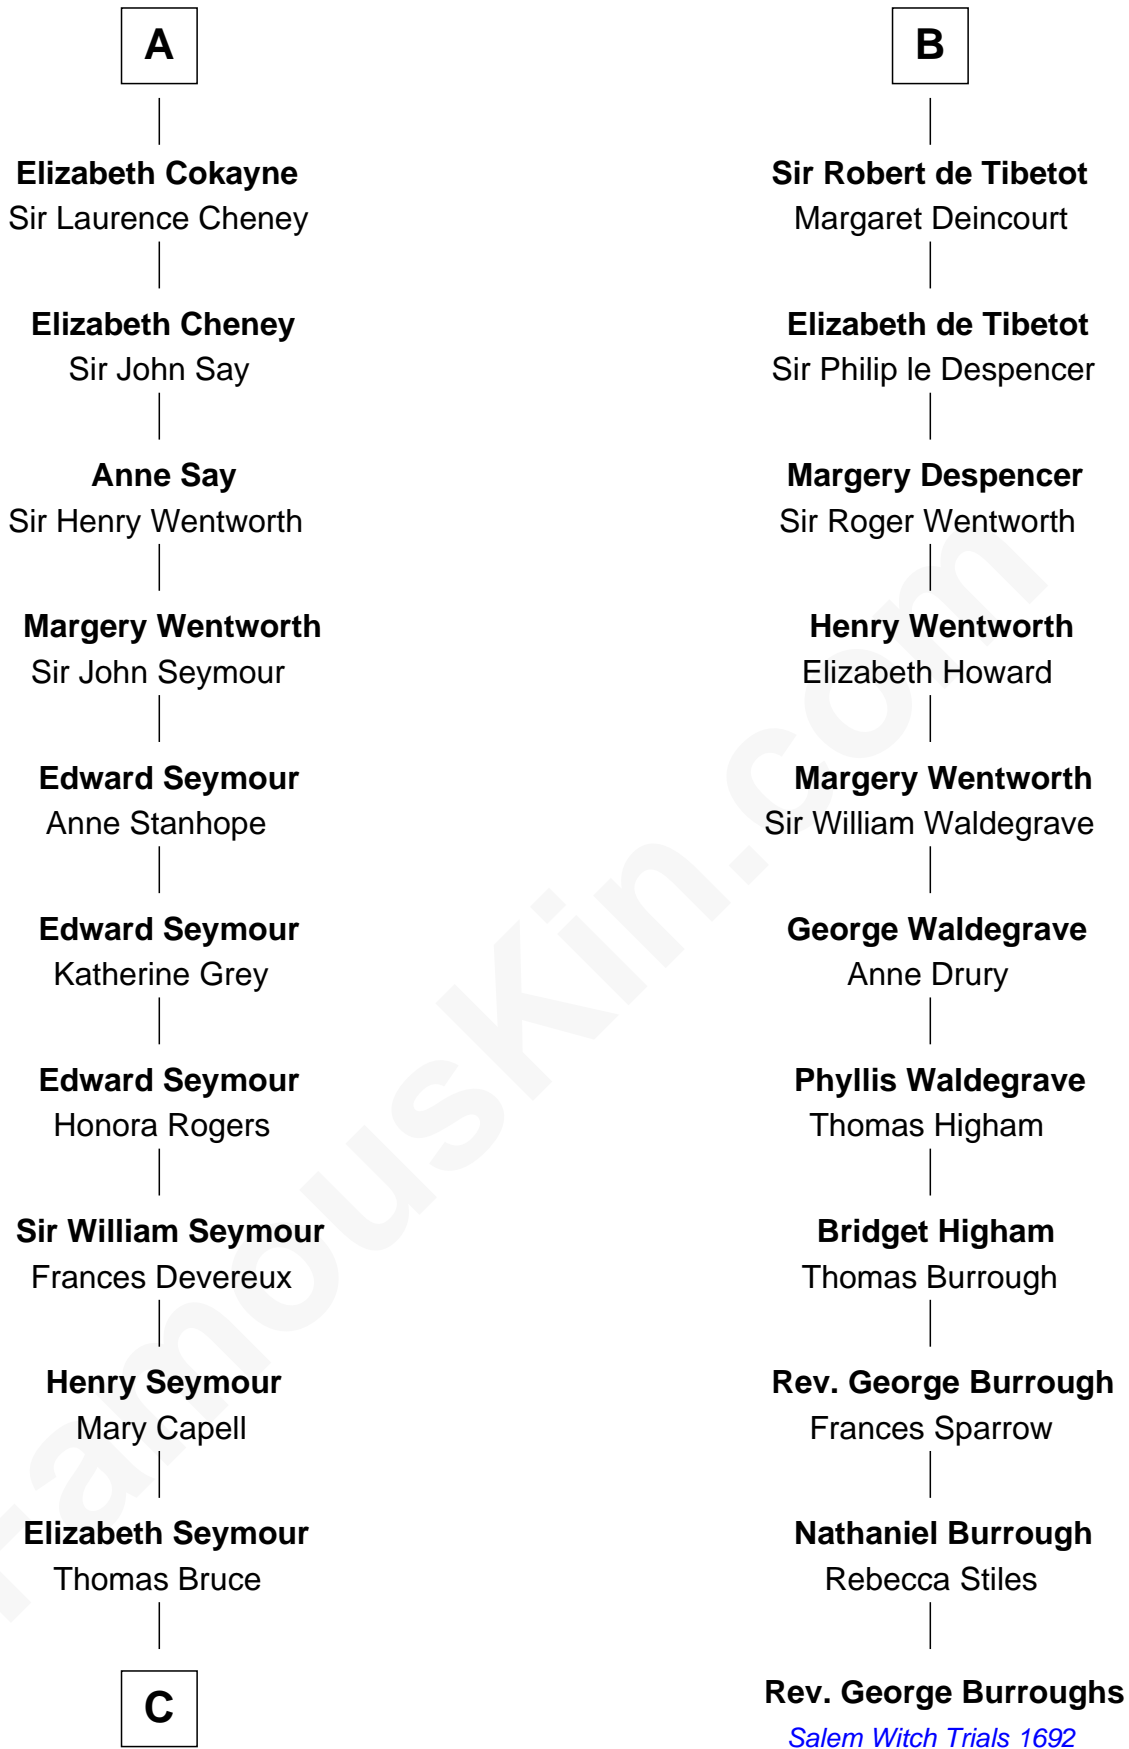 A
Elizabeth Cokayne
Sir Laurence Cheney
Elizabeth Cheney
Sir John Say
Anne Say
Sir Henry Wentworth
Margery Wentworth
Sir John Seymour
Edward Seymour
Anne Stanhope
Edward Seymour
Katherine Grey
Edward Seymour
Honora Rogers
Sir William Seymour
Frances Devereux
Henry Seymour
Mary Capell
Elizabeth Seymour
Thomas Bruce
C
B
Sir Robert de Tibetot
Margaret Deincourt
Elizabeth de Tibetot
Sir Philip le Despencer
Margery Despencer
Sir Roger Wentworth
Henry Wentworth
Elizabeth Howard
Margery Wentworth
Sir William Waldegrave
George Waldegrave
Anne Drury
Phyllis Waldegrave
Thomas Higham
Bridget Higham
Thomas Burrough
Rev. George Burrough
Frances Sparrow
Nathaniel Burrough
Rebecca Stiles
Rev. George Burroughs
Salem Witch Trials 1692
FamousKin.com